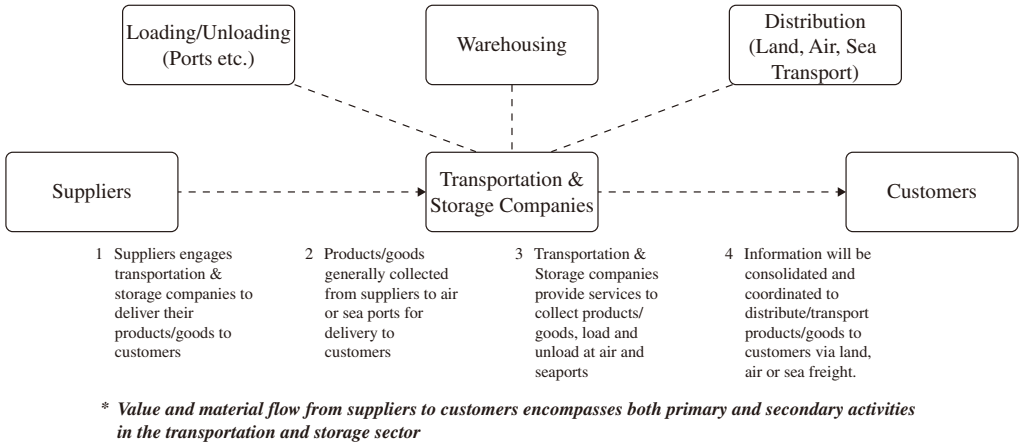 Loading/Unloading
(Ports etc.)
Warehousing
Distribution
(Land, Air, Sea
Transport)
Suppliers
Transportation &
Storage Companies
Customers
1 Suppliers engages
transportation &
storage companies to
deliver their
products/goods to
customers
2 Products/goods
generally collected
from suppliers to air
or sea ports for
delivery to
customers
3 Transportation &
Storage companies
provide services to
collect products/
goods, load and
unload at air and
seaports
4 Information will be
consolidated and
coordinated to
distribute/transport
products/goods to
customers via land,
air or sea freight.
* Value and material flow from suppliers to customers encompasses both primary and secondary activities
in the transportation and storage sector